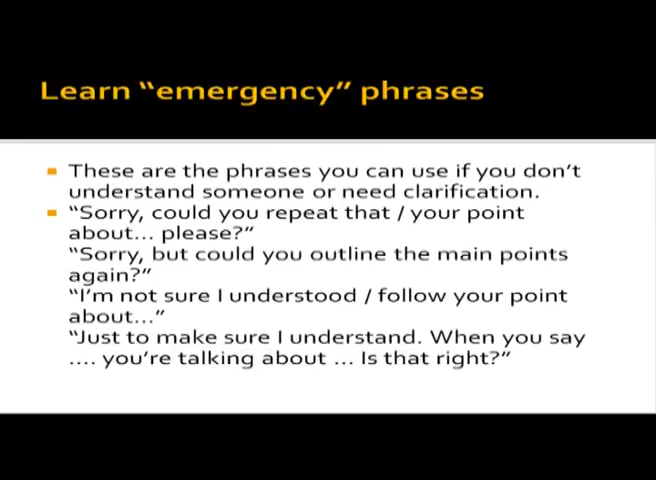 Learn “emergency” phrases
These are the phrases you can use if you don’t
understand someone or need clarification.
“Sorry, could you repeat that / your point
about… please?”
“Sorry, but could you outline the main points
again?”
“I’m not sure I understood / follow your point
about…”
“Just to make sure I understand. When you say
…. you’re talking about … Is that right?”